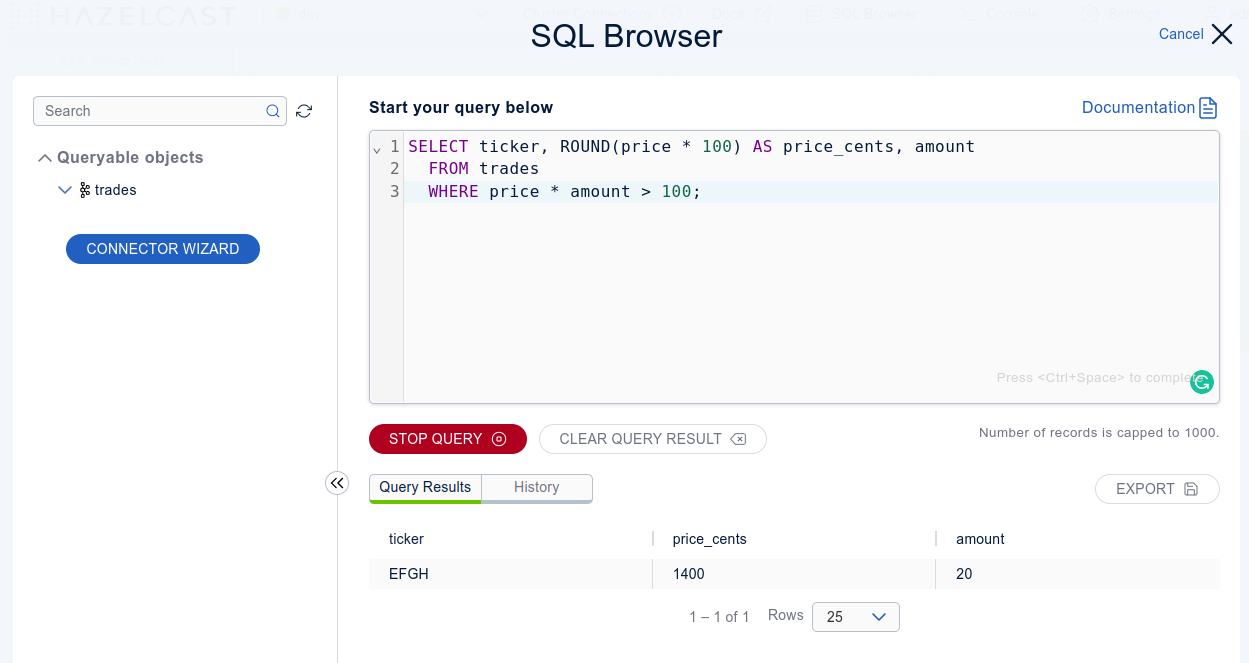 HAZELCAST
SQL Browser
Cancel
Search
Queryable objects
trades
CONNECTOR WIZARD
Start your query below
Documentation
1 SELECT ticker, ROUND(price * 100) AS price_cents, amount
2 FROM trades
3 WHERE price * amount > 100;
Press <Ctrl+Space> to complete
STOP QUERY
CLEAR QUERY RESULT
Number of records is capped to 1000.
Query Results
History
EXPORT
ticker price_cents amount
EFGH 1400 20
1 – 1 of 1 Rows 25